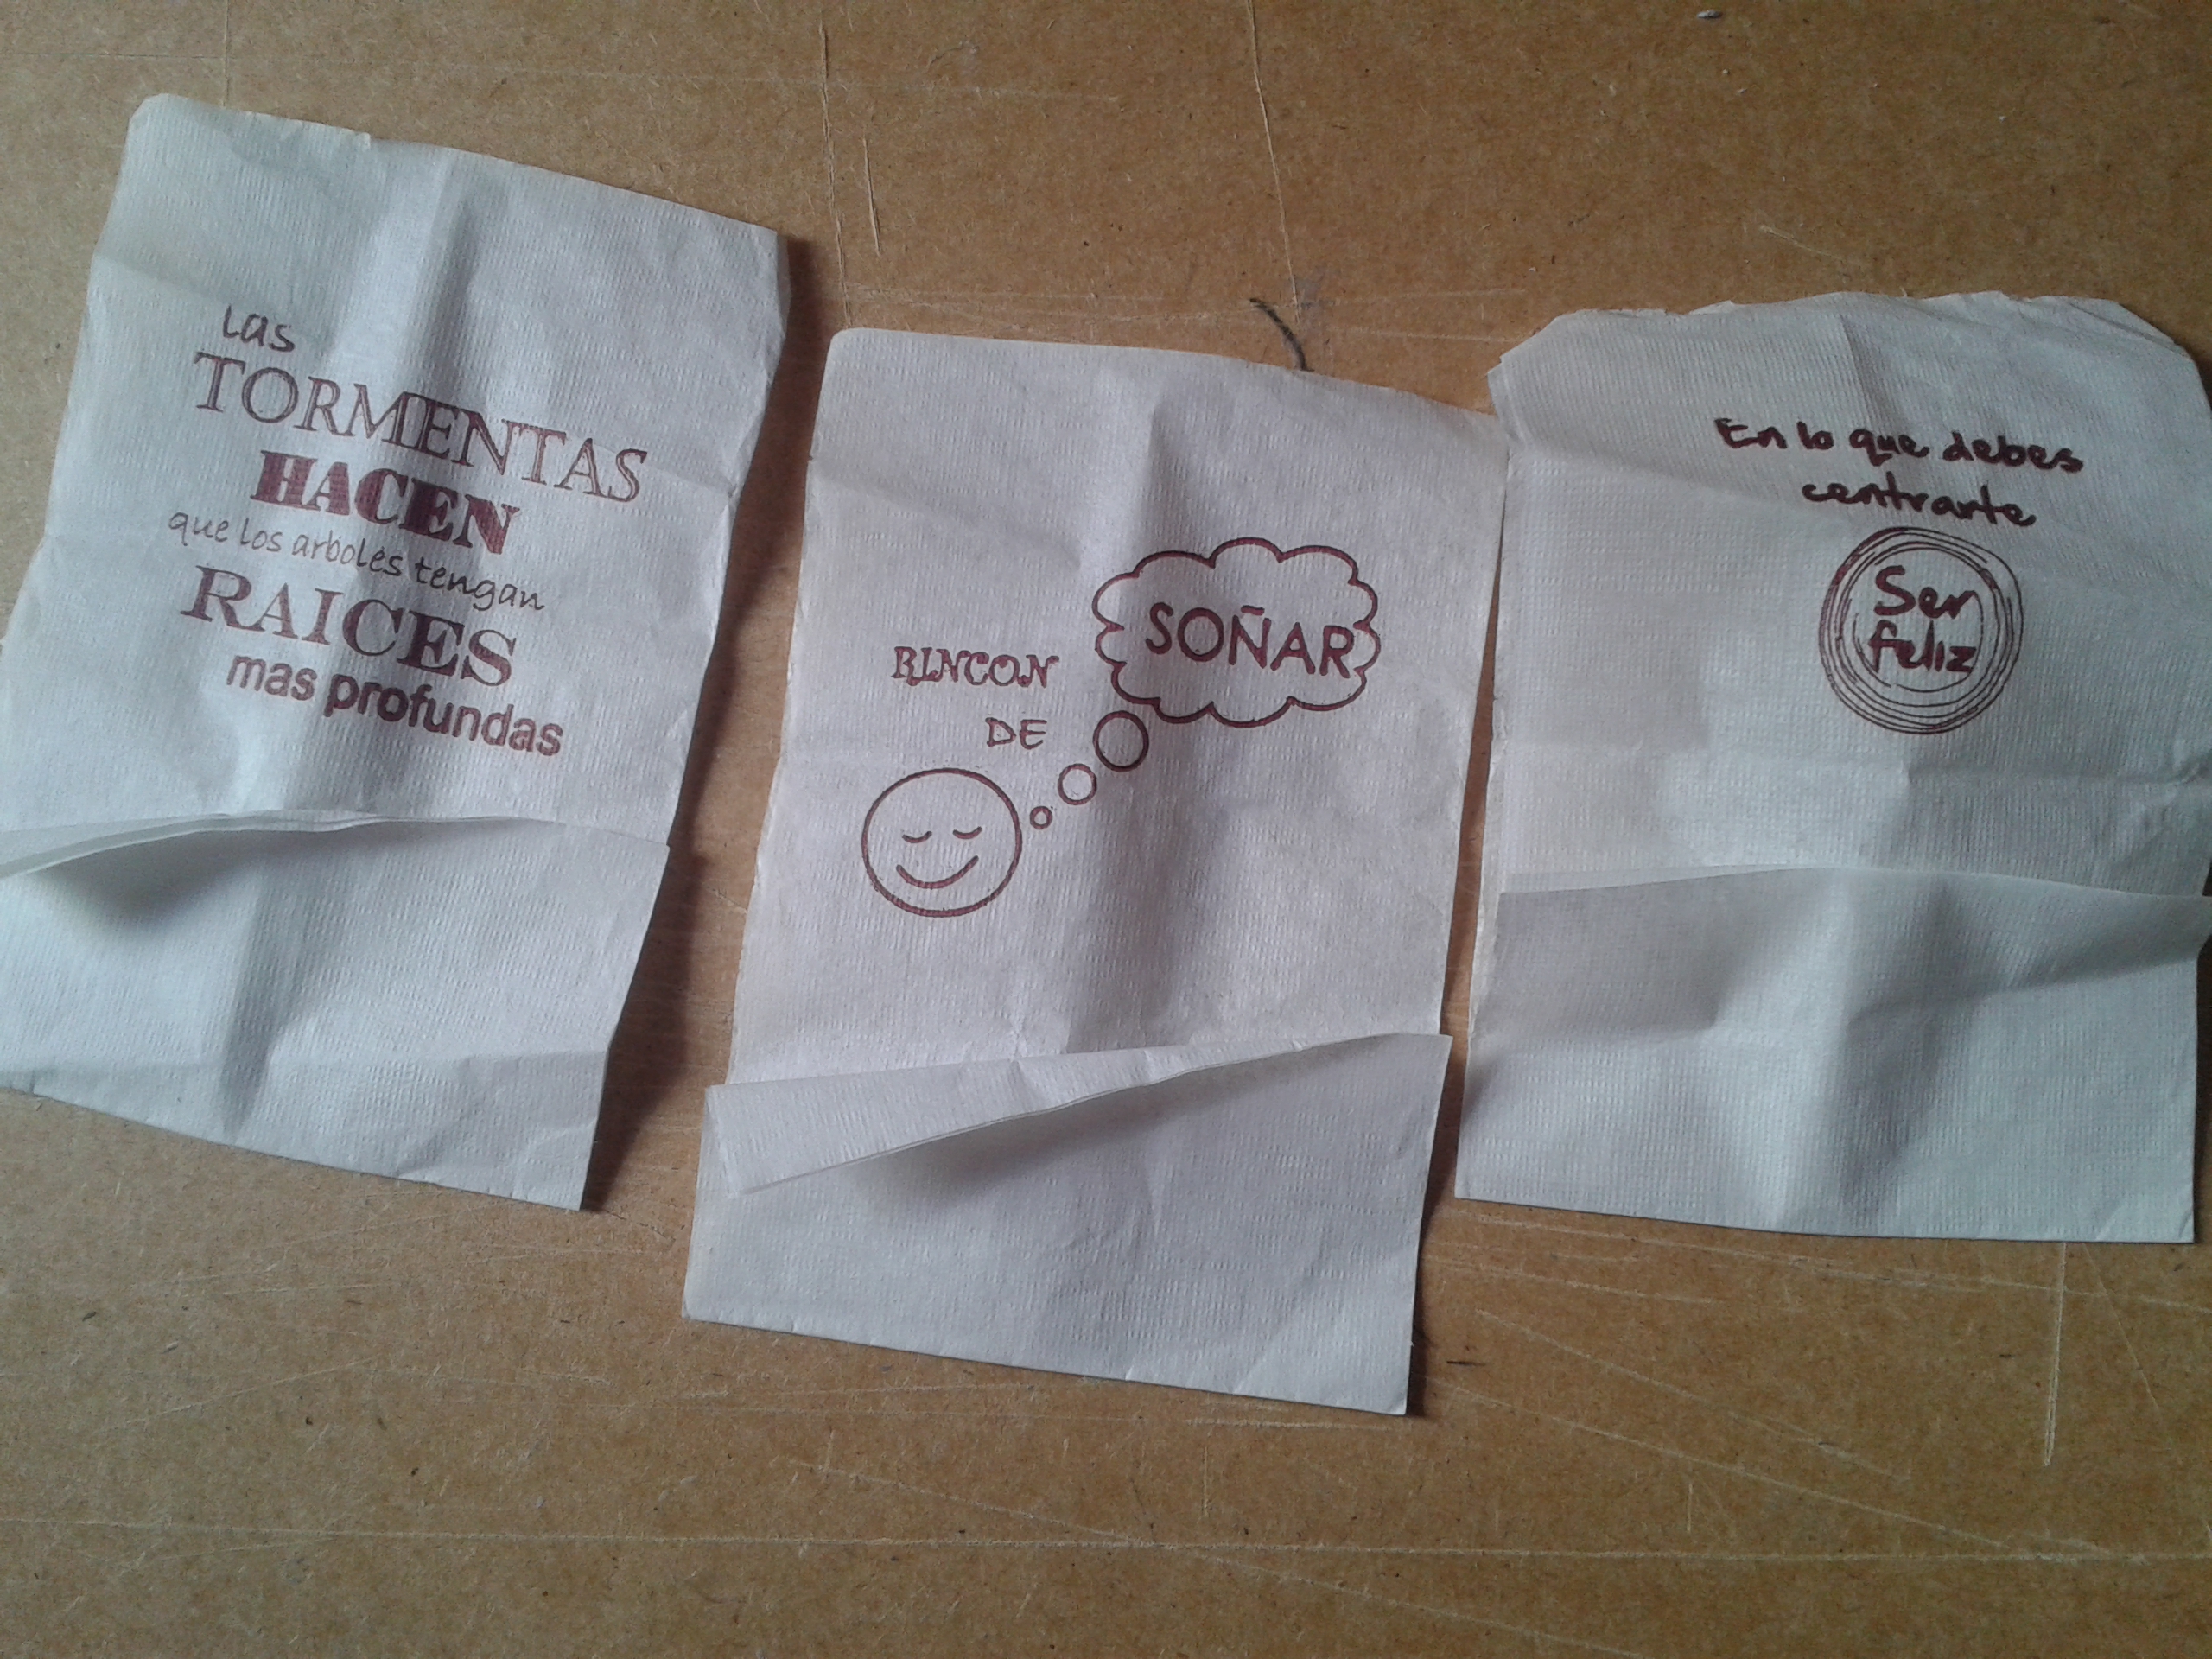 Las
TORMENTAS
HACEN
que los arboles tengan
RAICES
mas profundas
RINCON
DE
SOÑAR
En lo que debes
centrarte
Ser
feliz